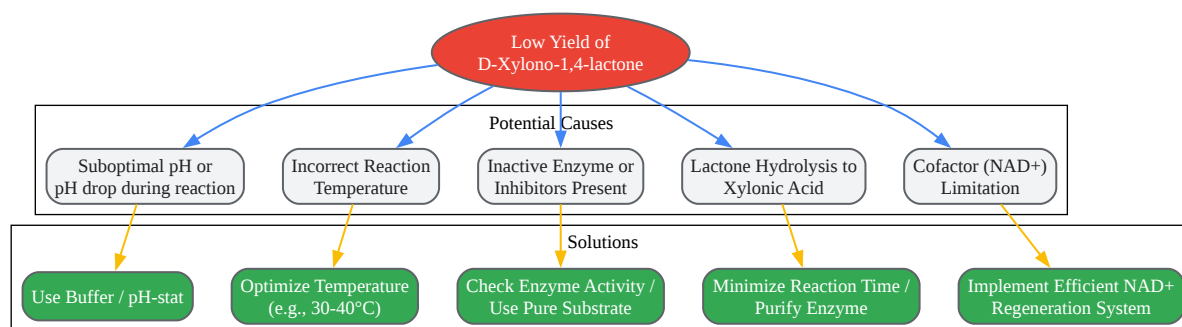 Low Yield of
D-Xylono-1,4-lactone
Potential Causes
Suboptimal pH or
pH drop during reaction
Incorrect Reaction
Temperature
Inactive Enzyme or
Inhibitors Present
Lactone Hydrolysis to
Xylonic Acid
Cofactor (NAD+)
Limitation
Solutions
Use Buffer / pH-stat
Optimize Temperature
(e.g., 30-40°C)
Check Enzyme Activity /
Use Pure Substrate
Minimize Reaction Time /
Purify Enzyme
Implement Efficient NAD+
Regeneration System